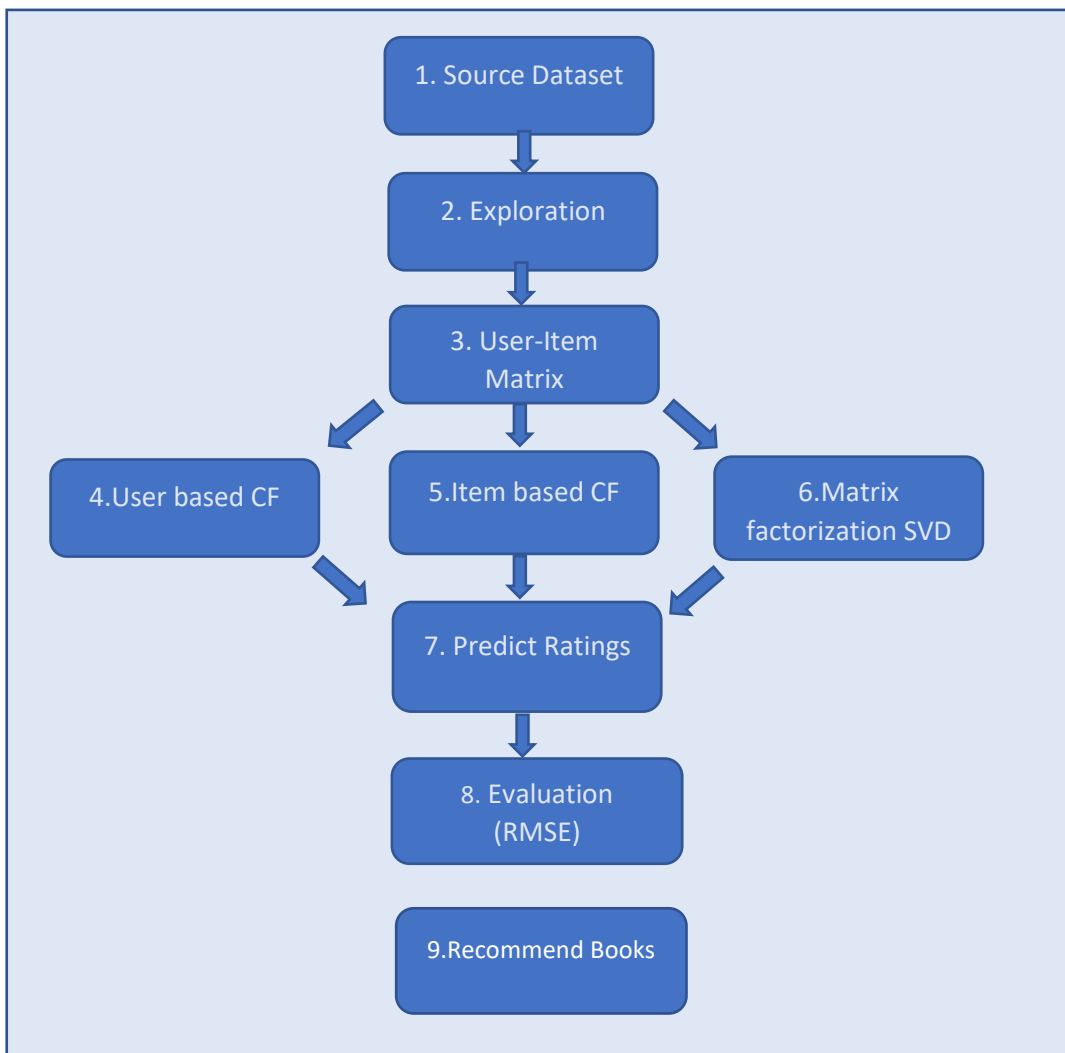 1. Source Dataset
2. Exploration
3. User-Item
Matrix
4.User based CF
5.Item based CF
6.Matrix
factorization SVD
7. Predict Ratings
8. Evaluation
(RMSE)
9.Recommend Books